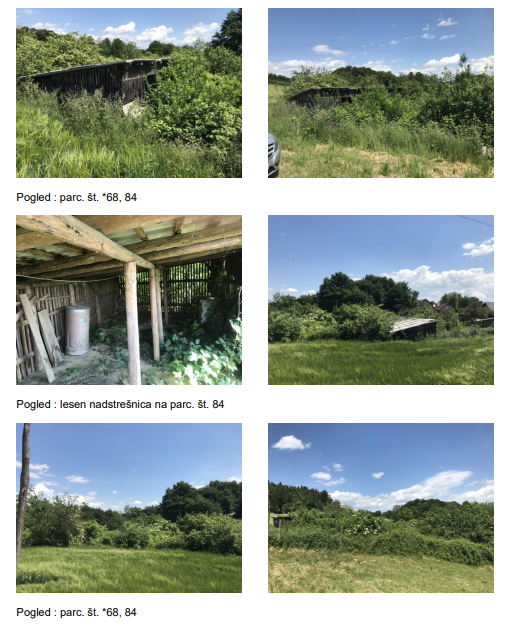 Pogled : parc. št. *68, 84
Pogled : lesen nadstrešnica na parc. št. 84
Pogled : parc. št. *68, 84